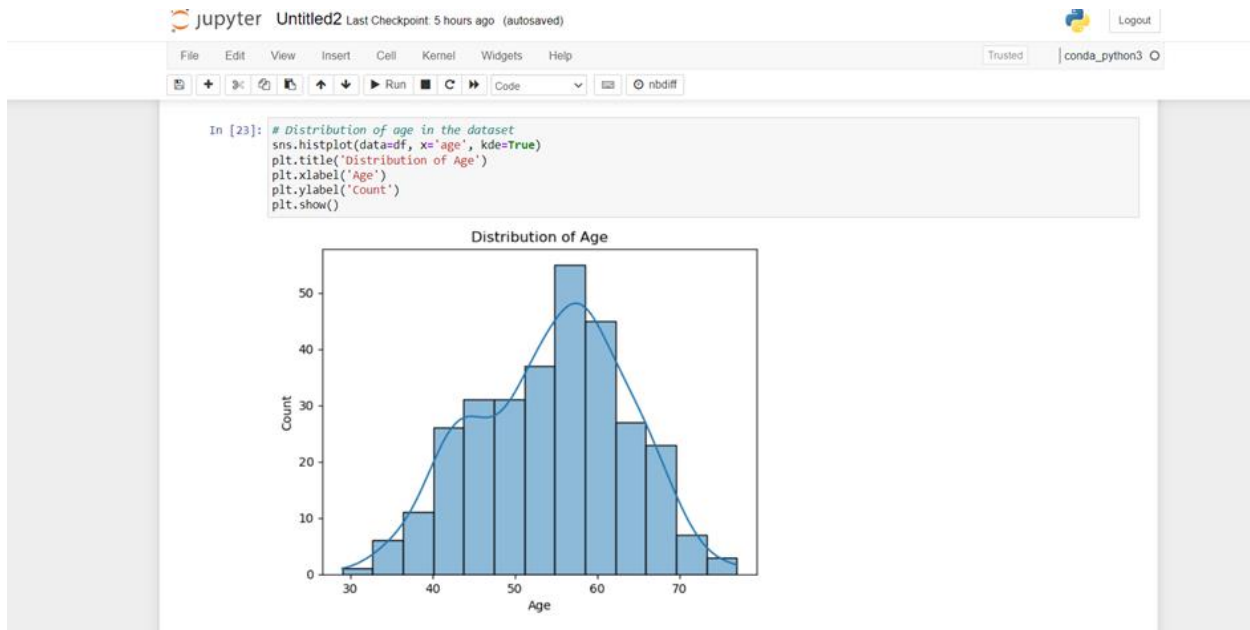 jupyter Untitled2 Last Checkpoint: 5 hours ago (autosaved)
Logout
File Edit View Insert Cell Kernel Widgets Help
Trusted
conda_python3
Run
Code
nbdiff
In [23]: # Distribution of age in the dataset
sns.histplot(data=df, x='age', kde=True)
plt.title('Distribution of Age')
plt.xlabel('Age')
plt.ylabel('Count')
plt.show()
Distribution of Age
50
40
30
20
10
0
Count
30 40 50 60 70
Age